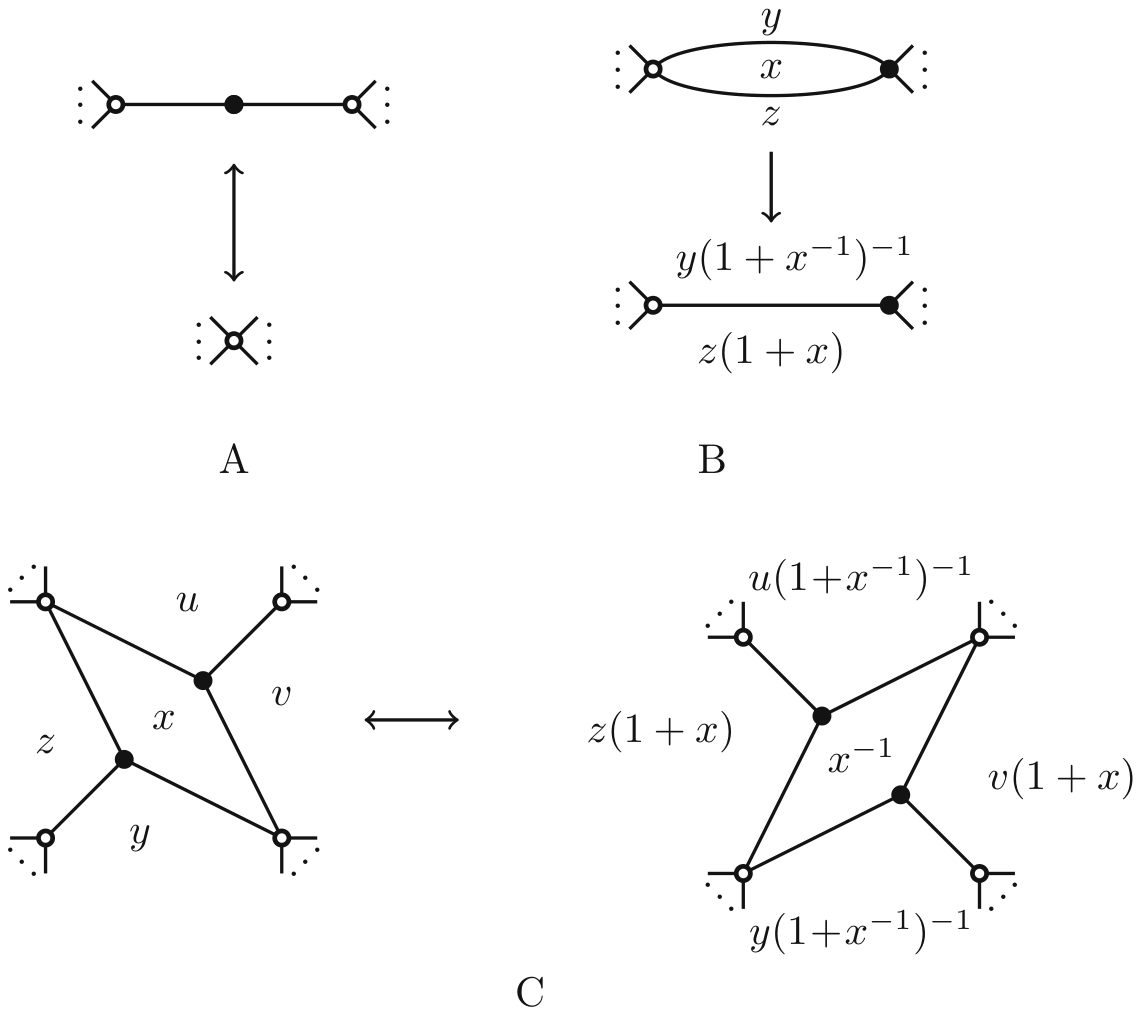 y
x
z
y(1 + x⁻¹)⁻¹
z(1 + x)
A
B
u
v
x
z
y
u(1+x⁻¹)⁻¹
z(1 + x)
x⁻¹
v(1 + x)
y(1+x⁻¹)⁻¹
C